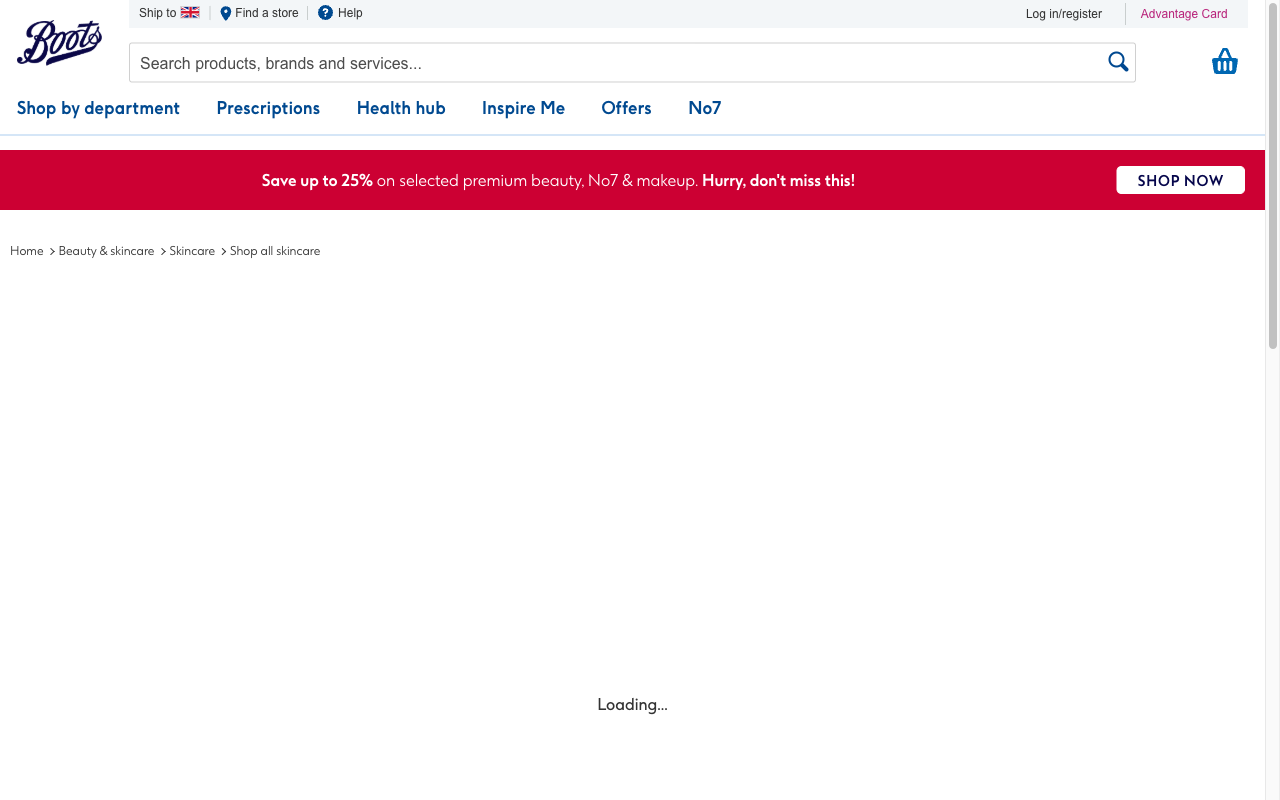 Boots
Ship to
Find a store
Help
Log in/register
Advantage Card
Search products, brands and services...
Shop by department
Prescriptions
Health hub
Inspire Me
Offers
No7
Save up to 25% on selected premium beauty, No7 & makeup. Hurry, don't miss this!
SHOP NOW
Home > Beauty & skincare > Skincare > Shop all skincare
Loading...